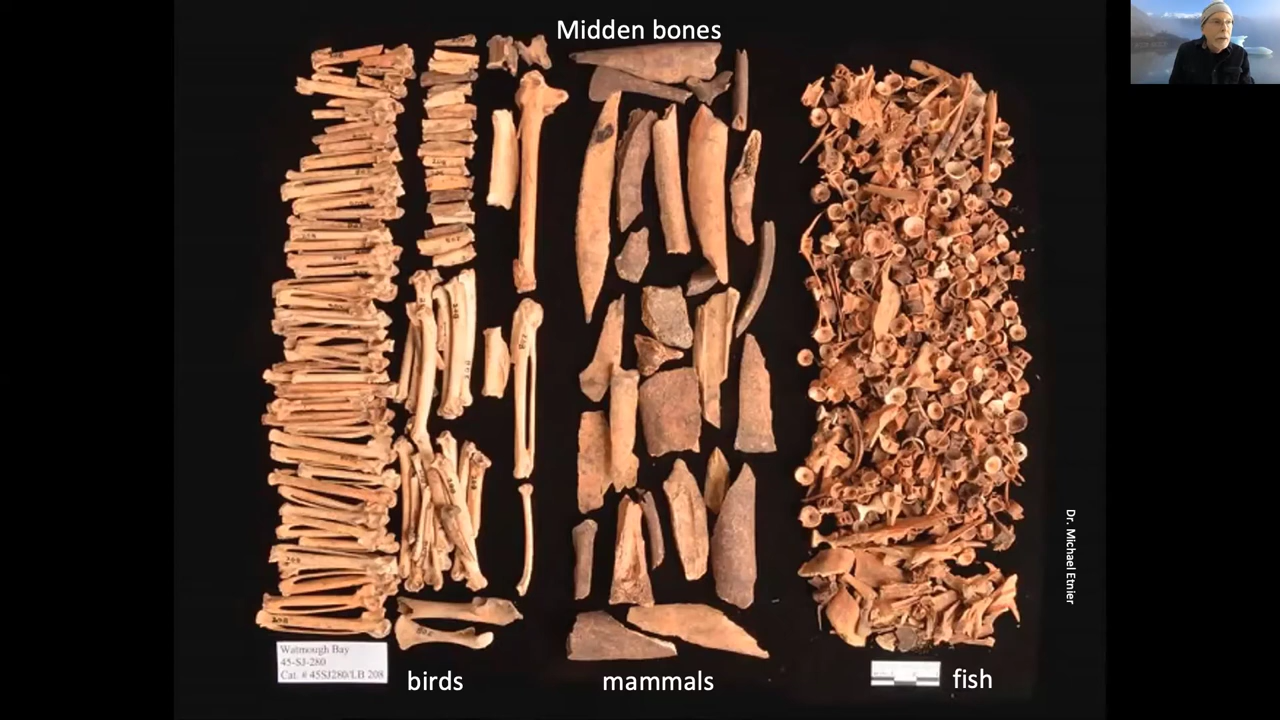 Midden bones
Watmough Bay
45-SJ-280
Cat. # 45SJ280/LB 208
birds
mammals
fish
Dr. Michael Etnier